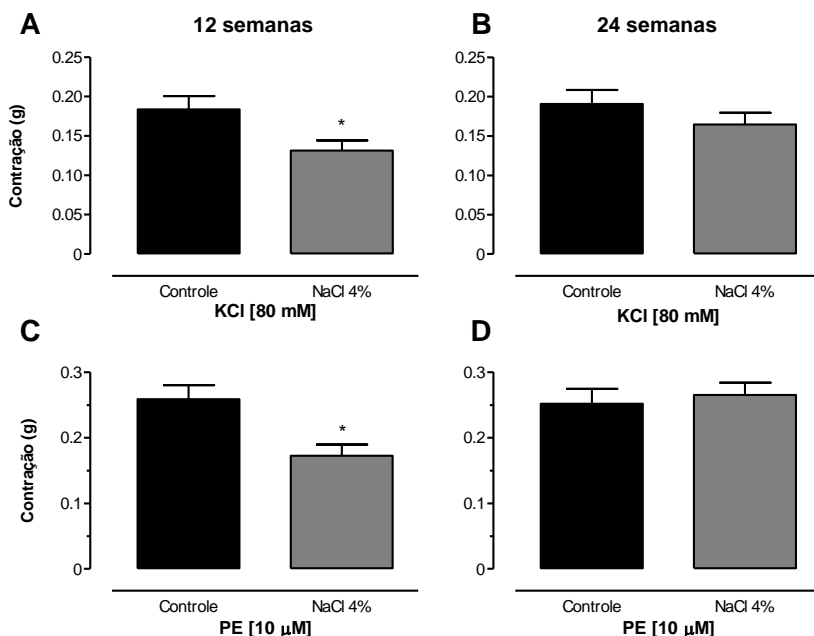 A
12 semanas
Contração (g)
0.25
0.20
0.15
0.10
0.05
0
*
Controle
NaCl 4%
KCl [80 mM]
B
24 semanas
0.25
0.20
0.15
0.10
0.05
0
Controle
NaCl 4%
KCl [80 mM]
C
Contração (g)
0.3
0.2
0.1
0
*
Controle
NaCl 4%
PE [10 µM]
D
0.3
0.2
0.1
0
Controle
NaCl 4%
PE [10 µM]